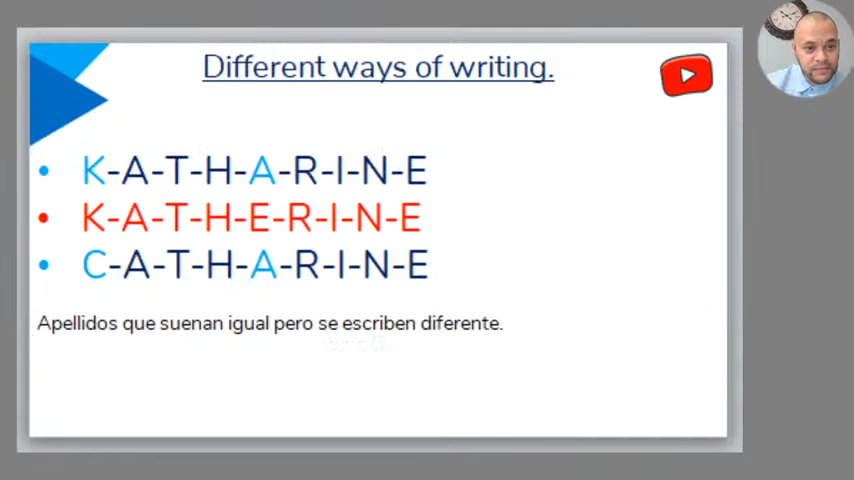 Different ways of writing.
K-A-T-H-A-R-I-N-E
K-A-T-H-E-R-I-N-E
C-A-T-H-A-R-I-N-E
Apellidos que suenan igual pero se escriben diferente.